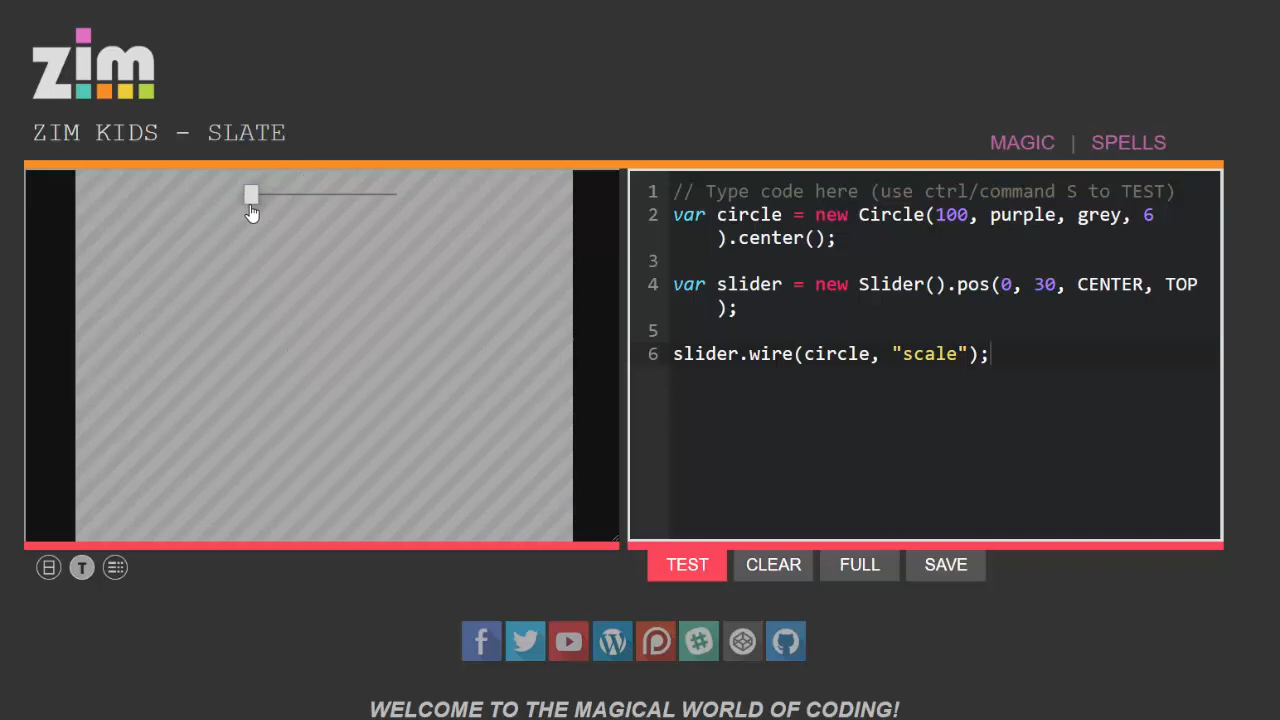 zim
ZIM KIDS - SLATE
MAGIC | SPELLS
1 // Type code here (use ctrl/command S to TEST)
2 var circle = new Circle(100, purple, grey, 6
).center();
3
4 var slider = new Slider().pos(0, 30, CENTER, TOP
);
5
6 slider.wire(circle, "scale");
T
TEST CLEAR FULL SAVE
WELCOME TO THE MAGICAL WORLD OF CODING!